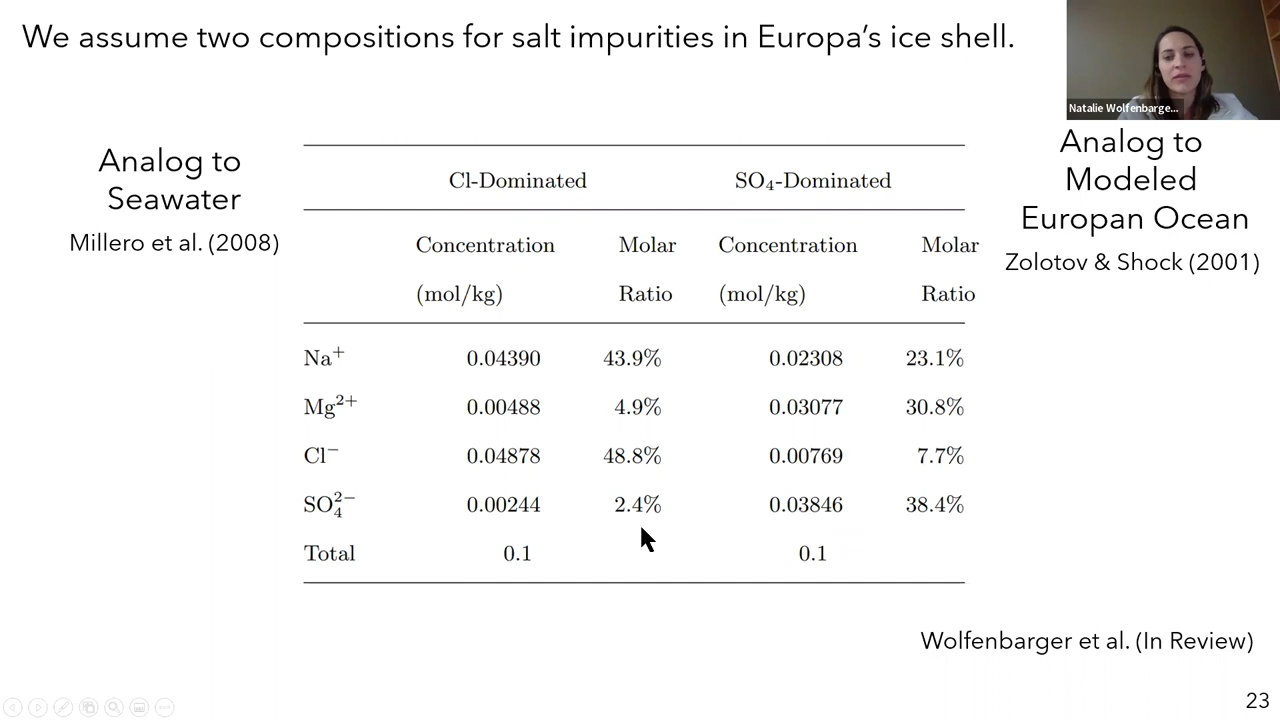 We assume two compositions for salt impurities in Europa's ice shell.
Natalie Wolfenbarge...
Analog to
Seawater
Millero et al. (2008)
Analog to
Modeled
Europan Ocean
Zolotov & Shock (2001)
Cl-Dominated SO₄-Dominated
Concentration Molar Concentration Molar
(mol/kg) Ratio (mol/kg) Ratio
Na⁺ 0.04390 43.9% 0.02308 23.1%
Mg²⁺ 0.00488 4.9% 0.03077 30.8%
Cl⁻ 0.04878 48.8% 0.00769 7.7%
SO₄²⁻ 0.00244 2.4% 0.03846 38.4%
Total 0.1 0.1
Wolfenbarger et al. (In Review)
23